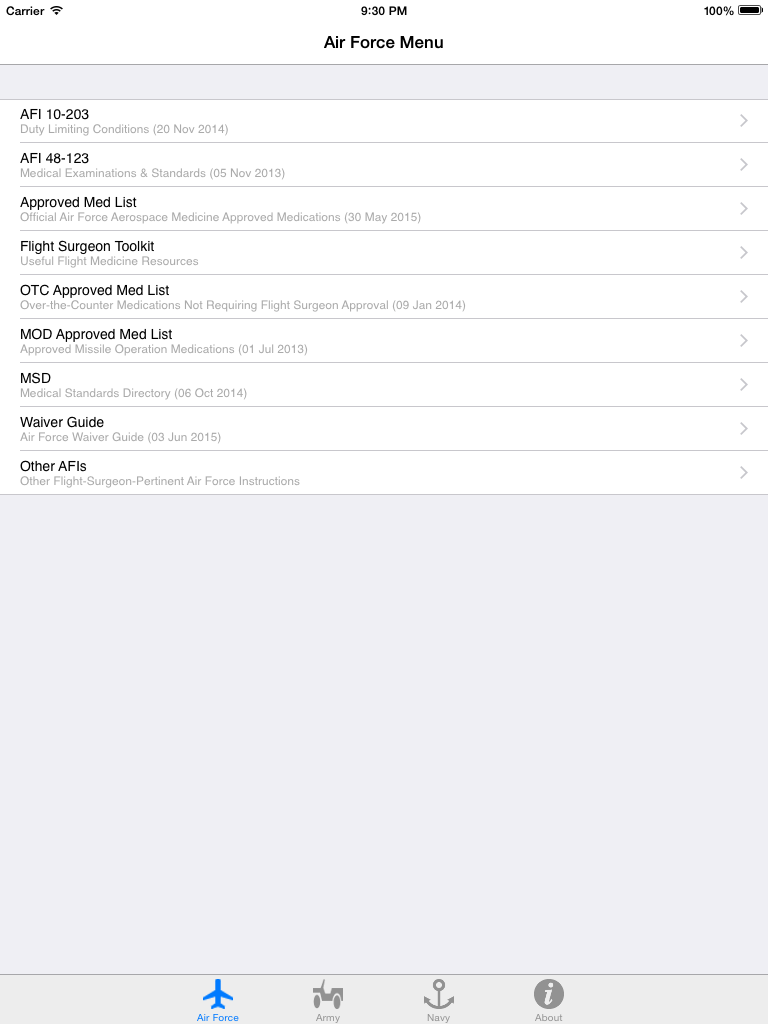 Carrier 9:30 PM 100%
Air Force Menu
AFI 10-203
Duty Limiting Conditions (20 Nov 2014)
AFI 48-123
Medical Examinations & Standards (05 Nov 2013)
Approved Med List
Official Air Force Aerospace Medicine Approved Medications (30 May 2015)
Flight Surgeon Toolkit
Useful Flight Medicine Resources
OTC Approved Med List
Over-the-Counter Medications Not Requiring Flight Surgeon Approval (09 Jan 2014)
MOD Approved Med List
Approved Missile Operation Medications (01 Jul 2013)
MSD
Medical Standards Directory (06 Oct 2014)
Waiver Guide
Air Force Waiver Guide (03 Jun 2015)
Other AFIs
Other Flight-Surgeon-Pertinent Air Force Instructions
Air Force Army Navy About